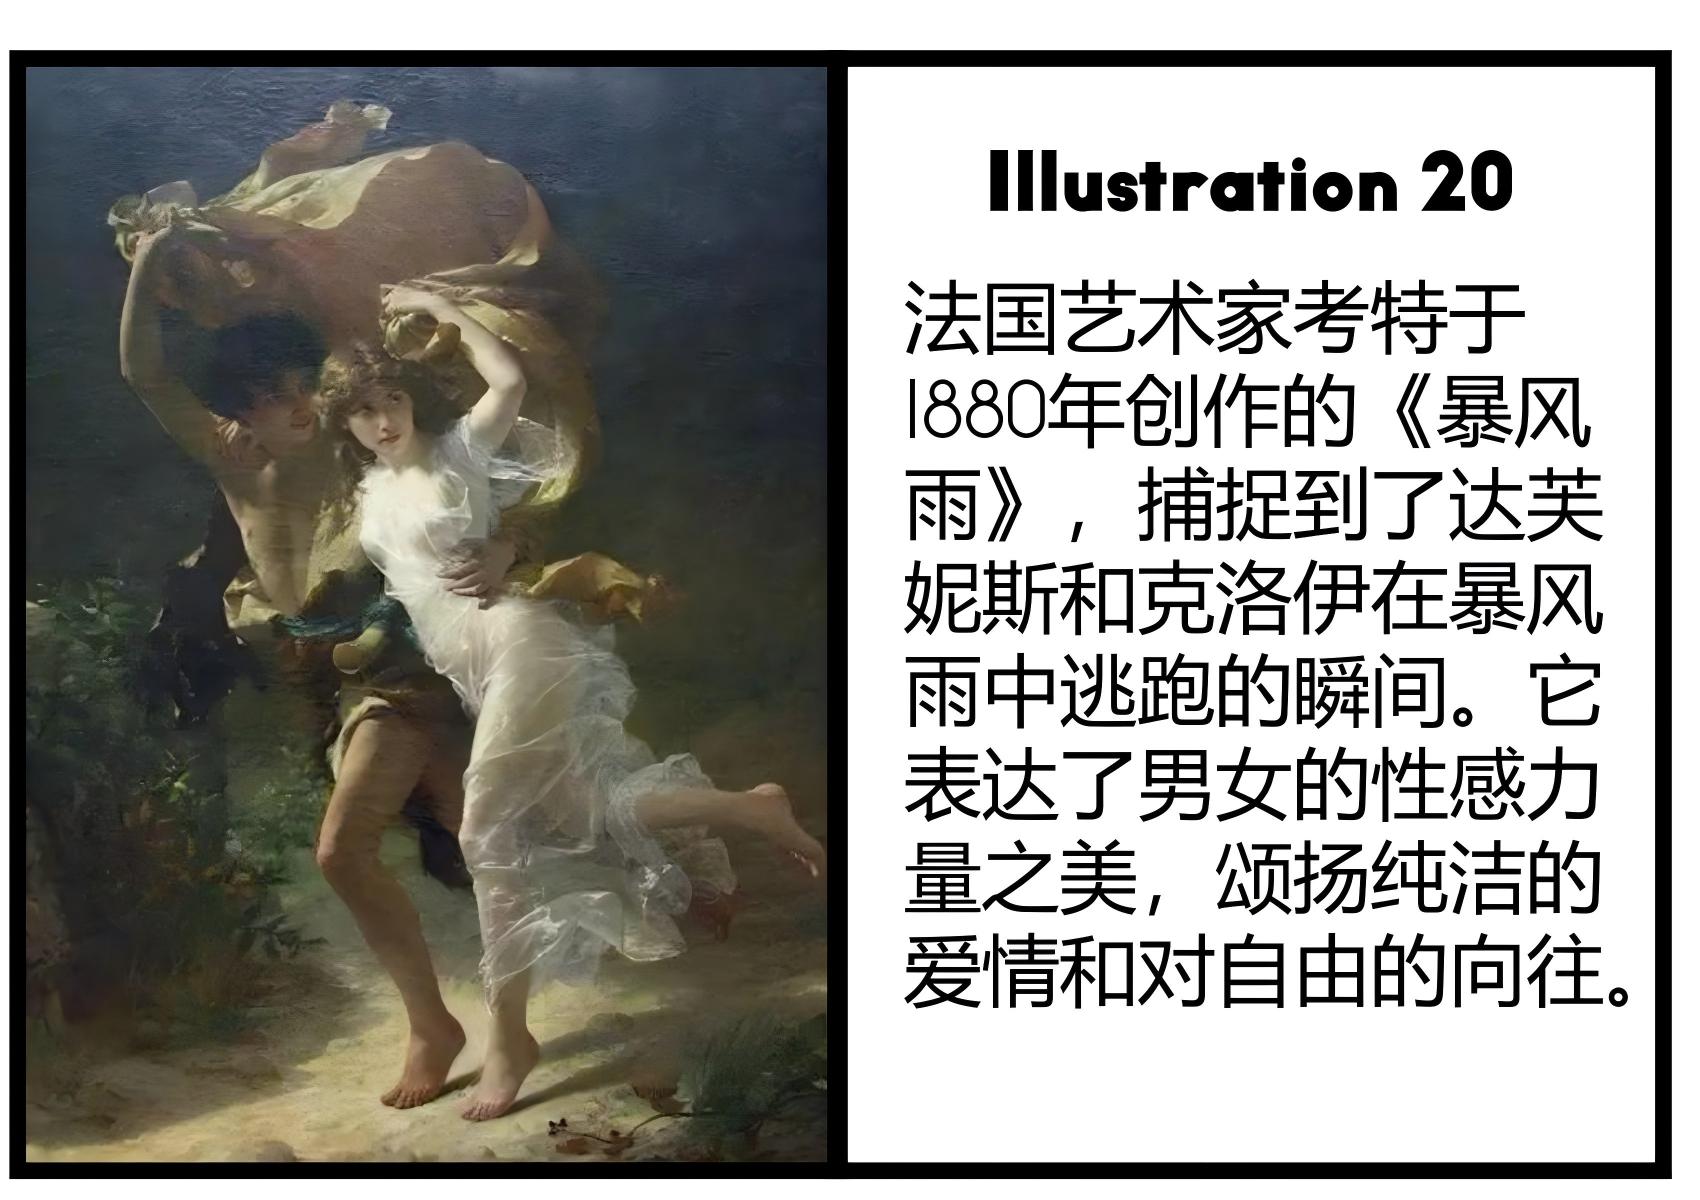 Illustration 20
法国艺术家考特于
1880年创作的《暴风
雨》，捕捉到了达芙
妮斯和克洛伊在暴风
雨中逃跑的瞬间。它
表达了男女的性感力
量之美，颂扬纯洁的
爱情和对自由的向往。